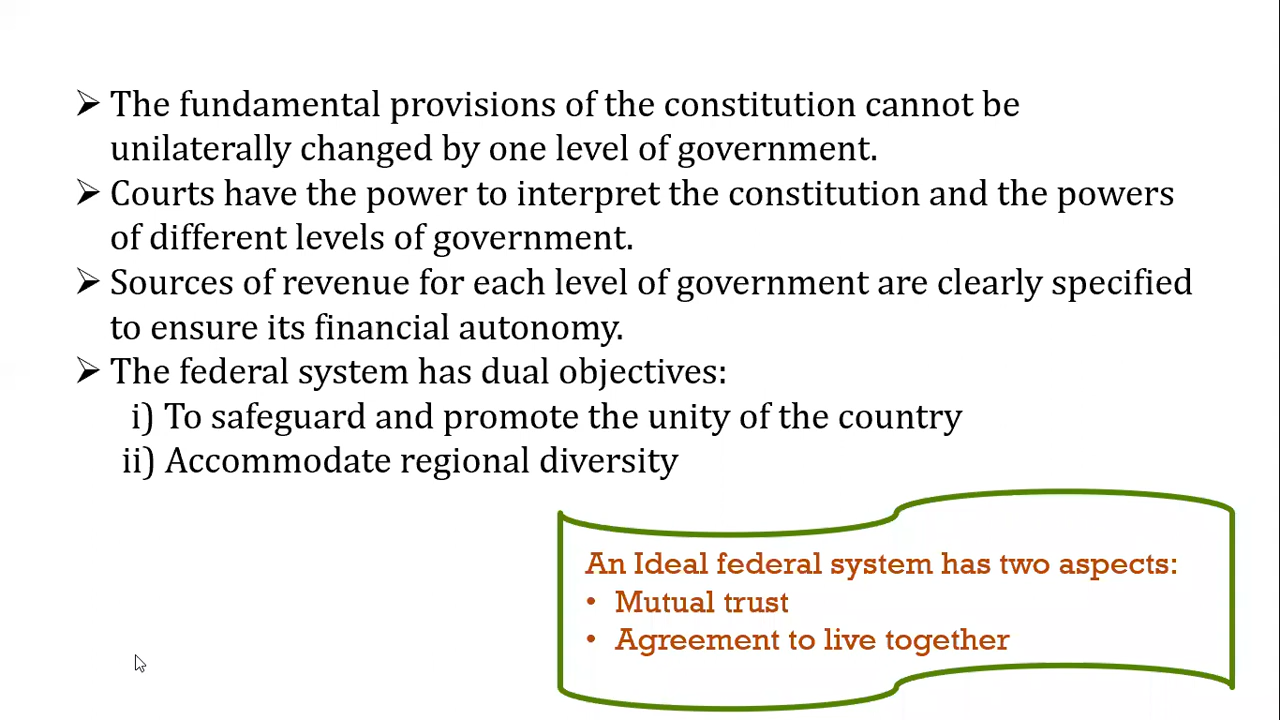 ➢ The fundamental provisions of the constitution cannot be
unilaterally changed by one level of government.
➢ Courts have the power to interpret the constitution and the powers
of different levels of government.
➢ Sources of revenue for each level of government are clearly specified
to ensure its financial autonomy.
➢ The federal system has dual objectives:
i) To safeguard and promote the unity of the country
ii) Accommodate regional diversity
An Ideal federal system has two aspects:
• Mutual trust
• Agreement to live together